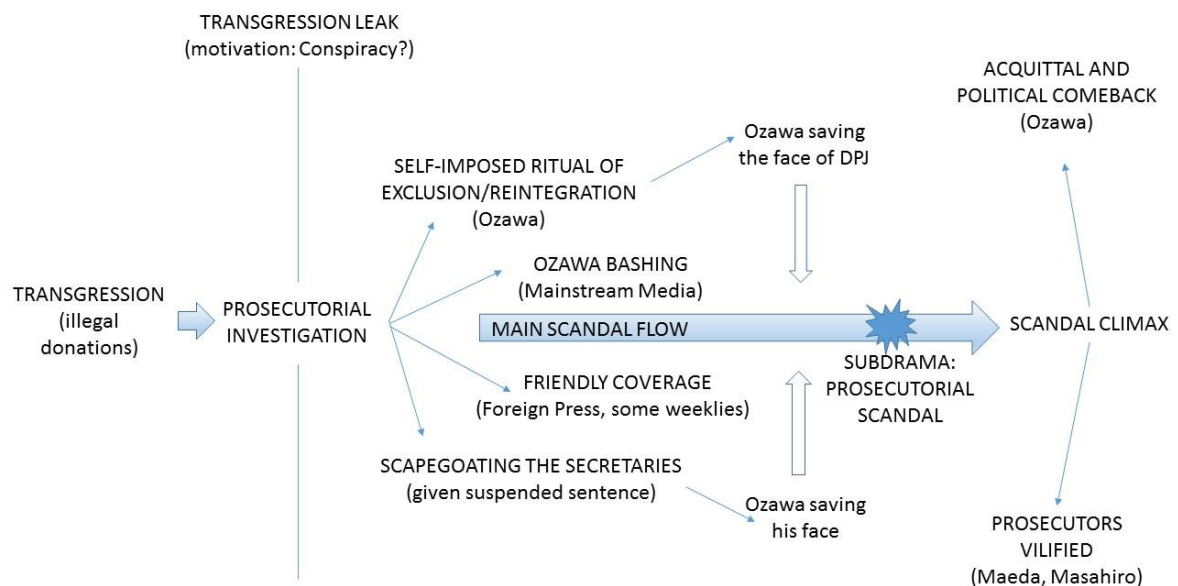 TRANSGRESSION LEAK
(motivation: Conspiracy?)
TRANSGRESSION
(illegal
donations)
PROSECUTORIAL
INVESTIGATION
SELF-IMPOSED RITUAL OF
EXCLUSION/REINTEGRATION
(Ozawa)
Ozawa saving
the face of DPJ
OZAWA BASHING
(Mainstream Media)
MAIN SCANDAL FLOW
FRIENDLY COVERAGE
(Foreign Press, some weeklies)
SCAPEGOATING THE SECRETARIES
(given suspended sentence)
Ozawa saving
his face
SUBDRAMA:
PROSECUTORIAL
SCANDAL
ACQUITTAL AND
POLITICAL COMEBACK
(Ozawa)
SCANDAL CLIMAX
PROSECUTORS
VILIFIED
(Maeda, Masahiro)